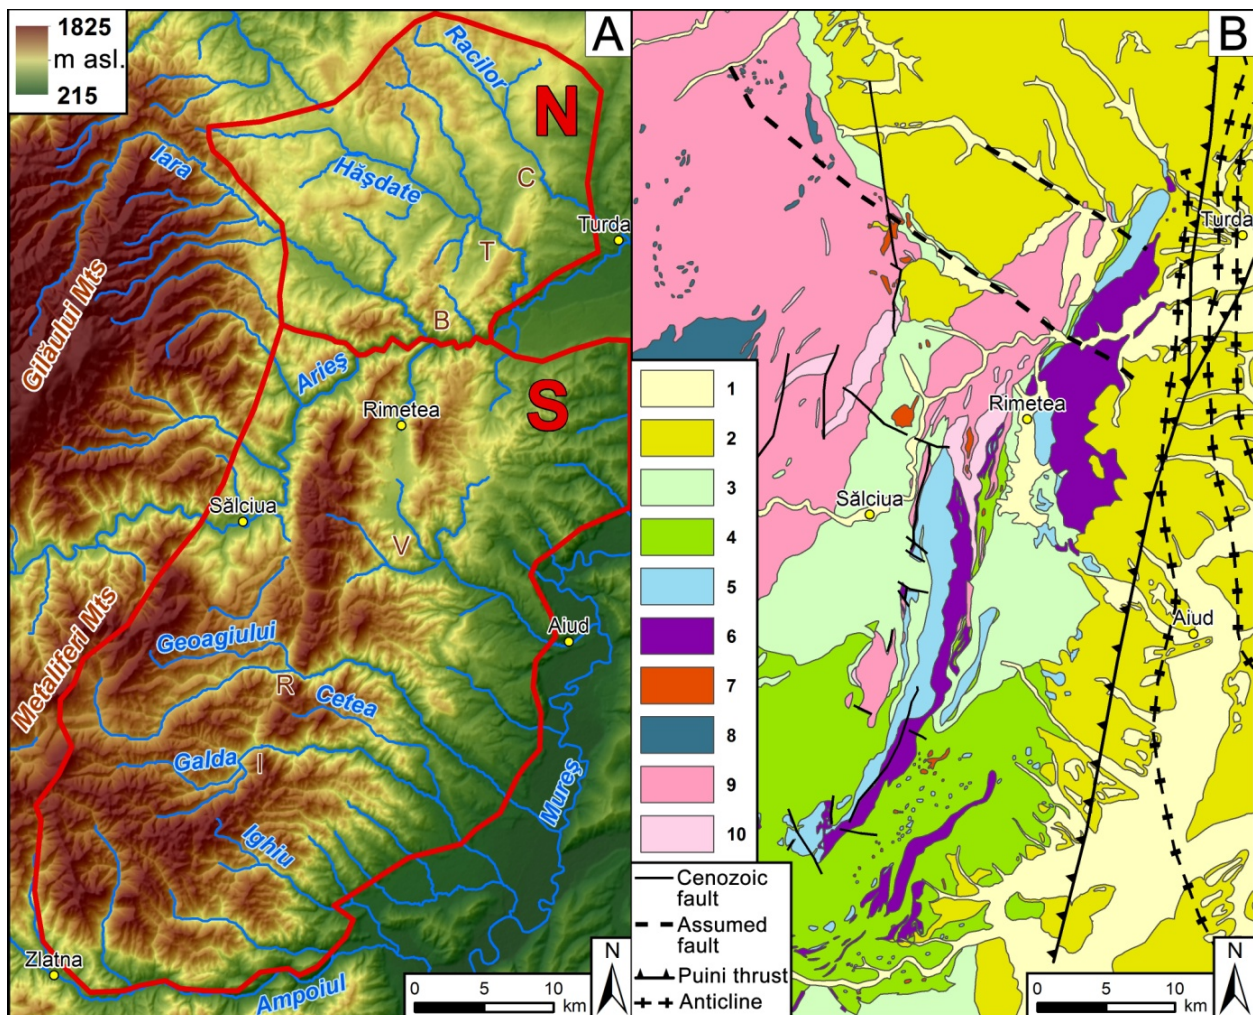 1825
m asl.
215
A
Racilor
N
Iara
Hăşdate
C
Turda
T
Gilăului Mts
B
Arieş
S
Rimetea
Sălciua
V
Metaliferi Mts
Geoagiului
Aiud
R
Cetea
Galda
I
Mureş
Ighiu
Zlatna
Ampoiul
0 5 10
km
N
B
Turda
Rimetea
Sălciua
Aiud
1
2
3
4
5
6
7
8
9
10
Cenozoic
fault
Assumed
fault
Puini thrust
Anticline
0 5 10
km
N